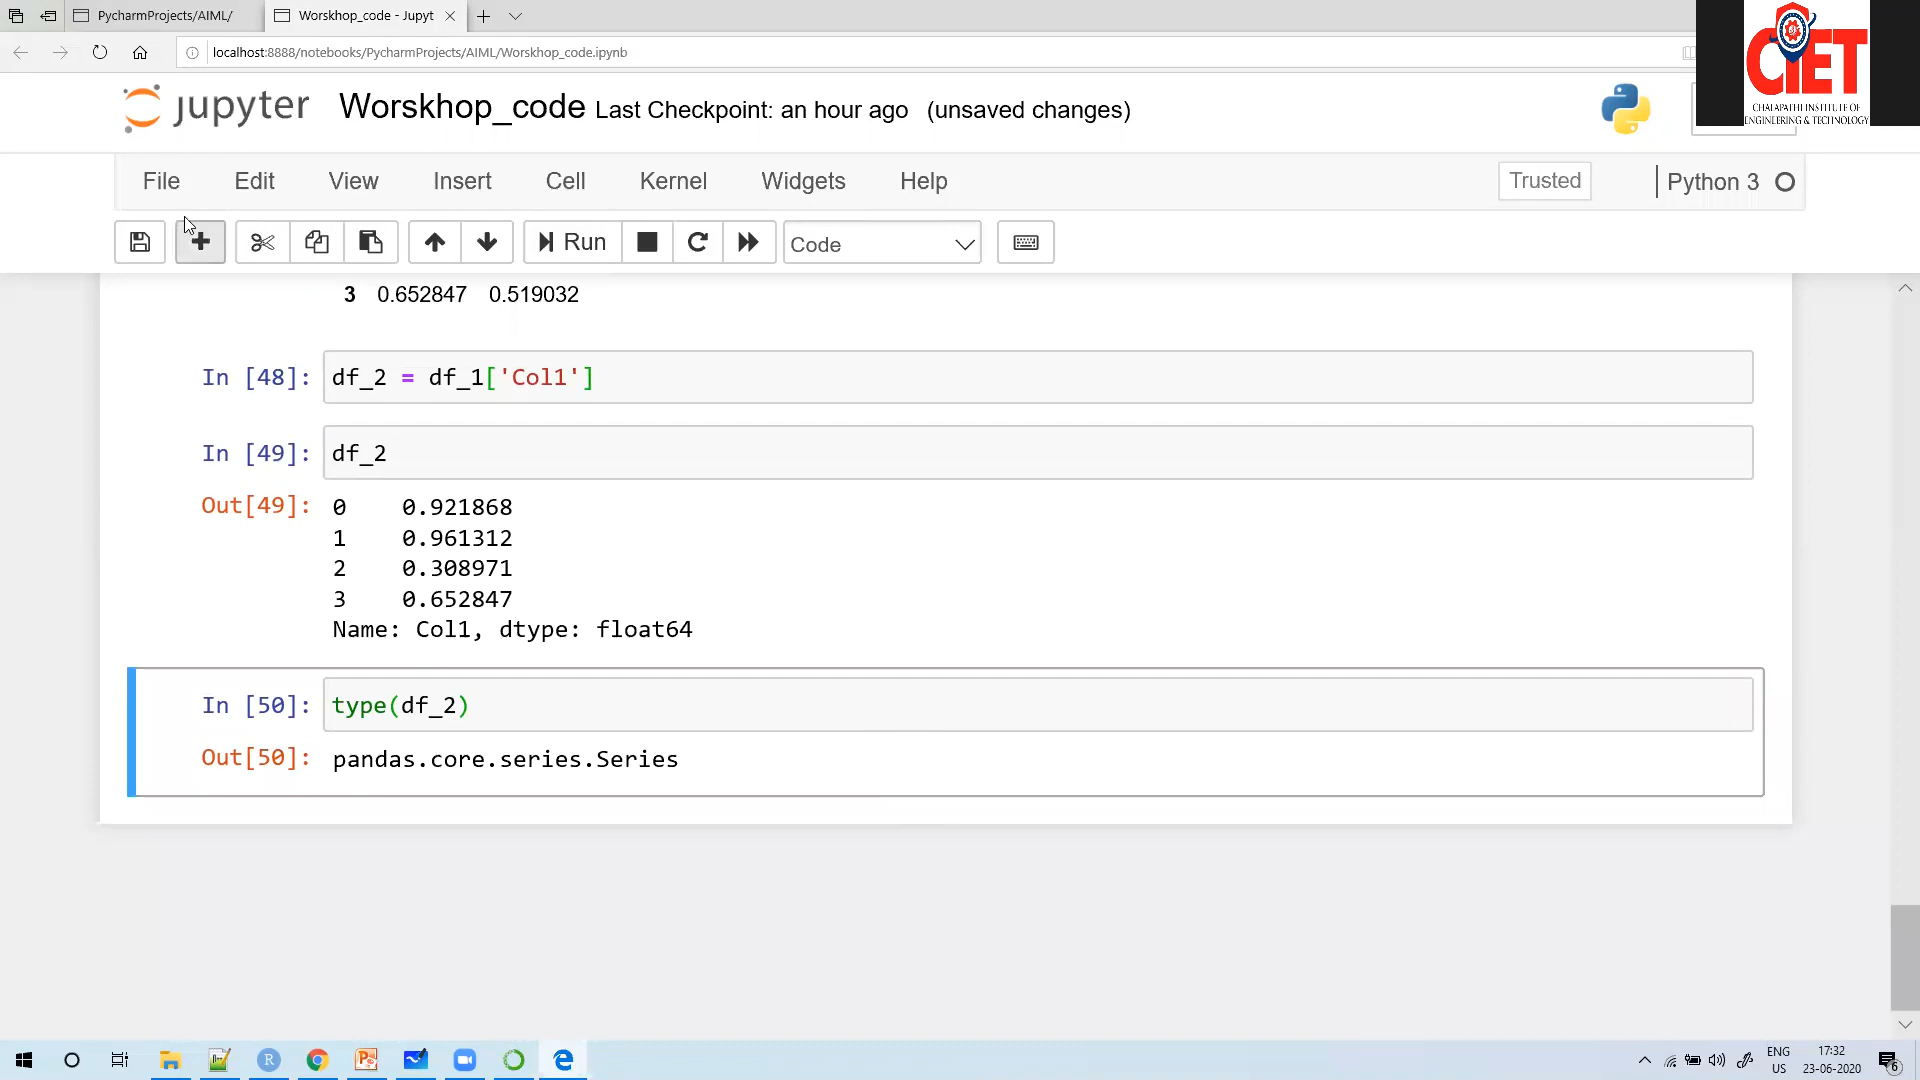 PycharmProjects/AIML/
Worskhop_code - Jupyt
localhost:8888/notebooks/PycharmProjects/AIML/Worskhop_code.ipynb
CIET
CHALAPATHI INSTITUTE OF
ENGINEERING & TECHNOLOGY
jupyter Worskhop_code Last Checkpoint: an hour ago (unsaved changes)
File Edit View Insert Cell Kernel Widgets Help Trusted Python 3
Run Code
3 0.652847 0.519032
In [48]: df_2 = df_1['Col1']
In [49]: df_2
Out[49]: 0 0.921868
1 0.961312
2 0.308971
3 0.652847
Name: Col1, dtype: float64
In [50]: type(df_2)
Out[50]: pandas.core.series.Series
ENG 17:32
US 23-06-2020 6